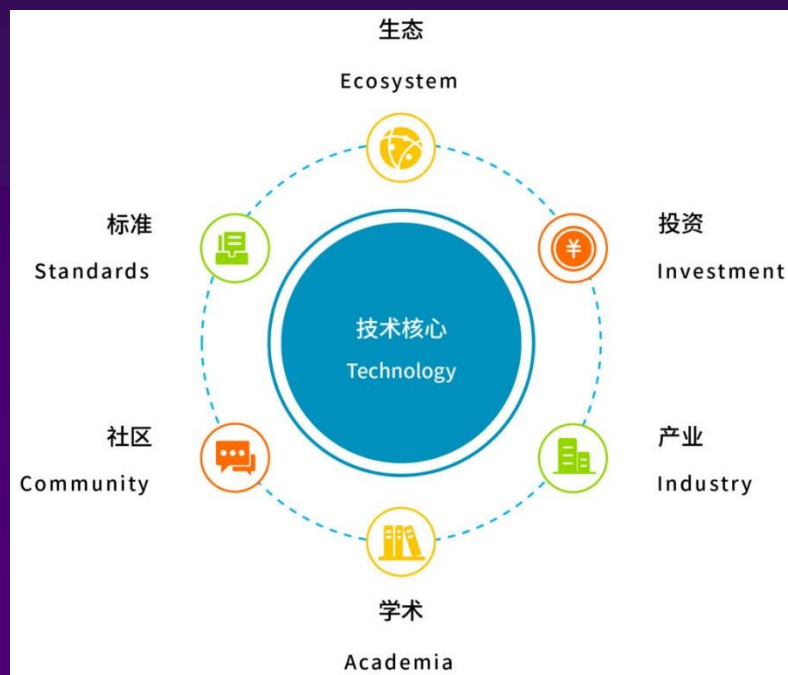 生态
Ecosystem
标准
Standards
投资
Investment
技术核心
Technology
社区
Community
产业
Industry
学术
Academia